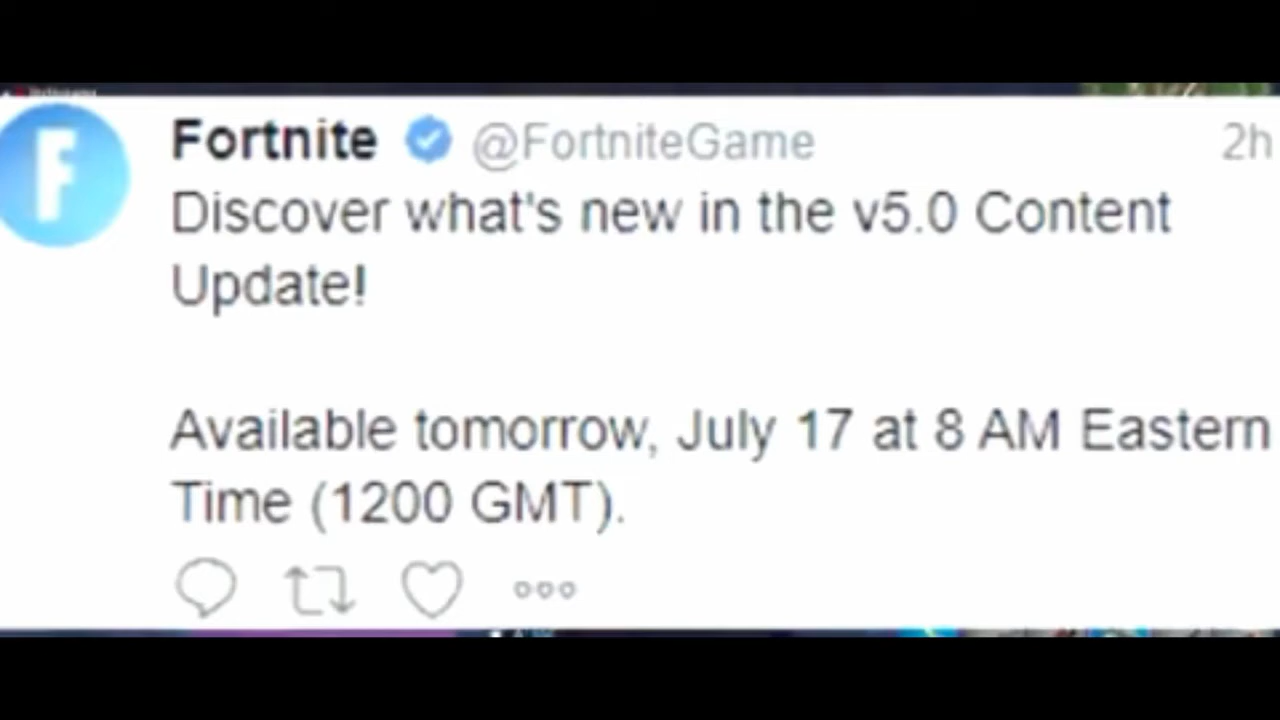 Fortnite @FortniteGame 2h
Discover what's new in the v5.0 Content
Update!
Available tomorrow, July 17 at 8 AM Eastern
Time (1200 GMT).